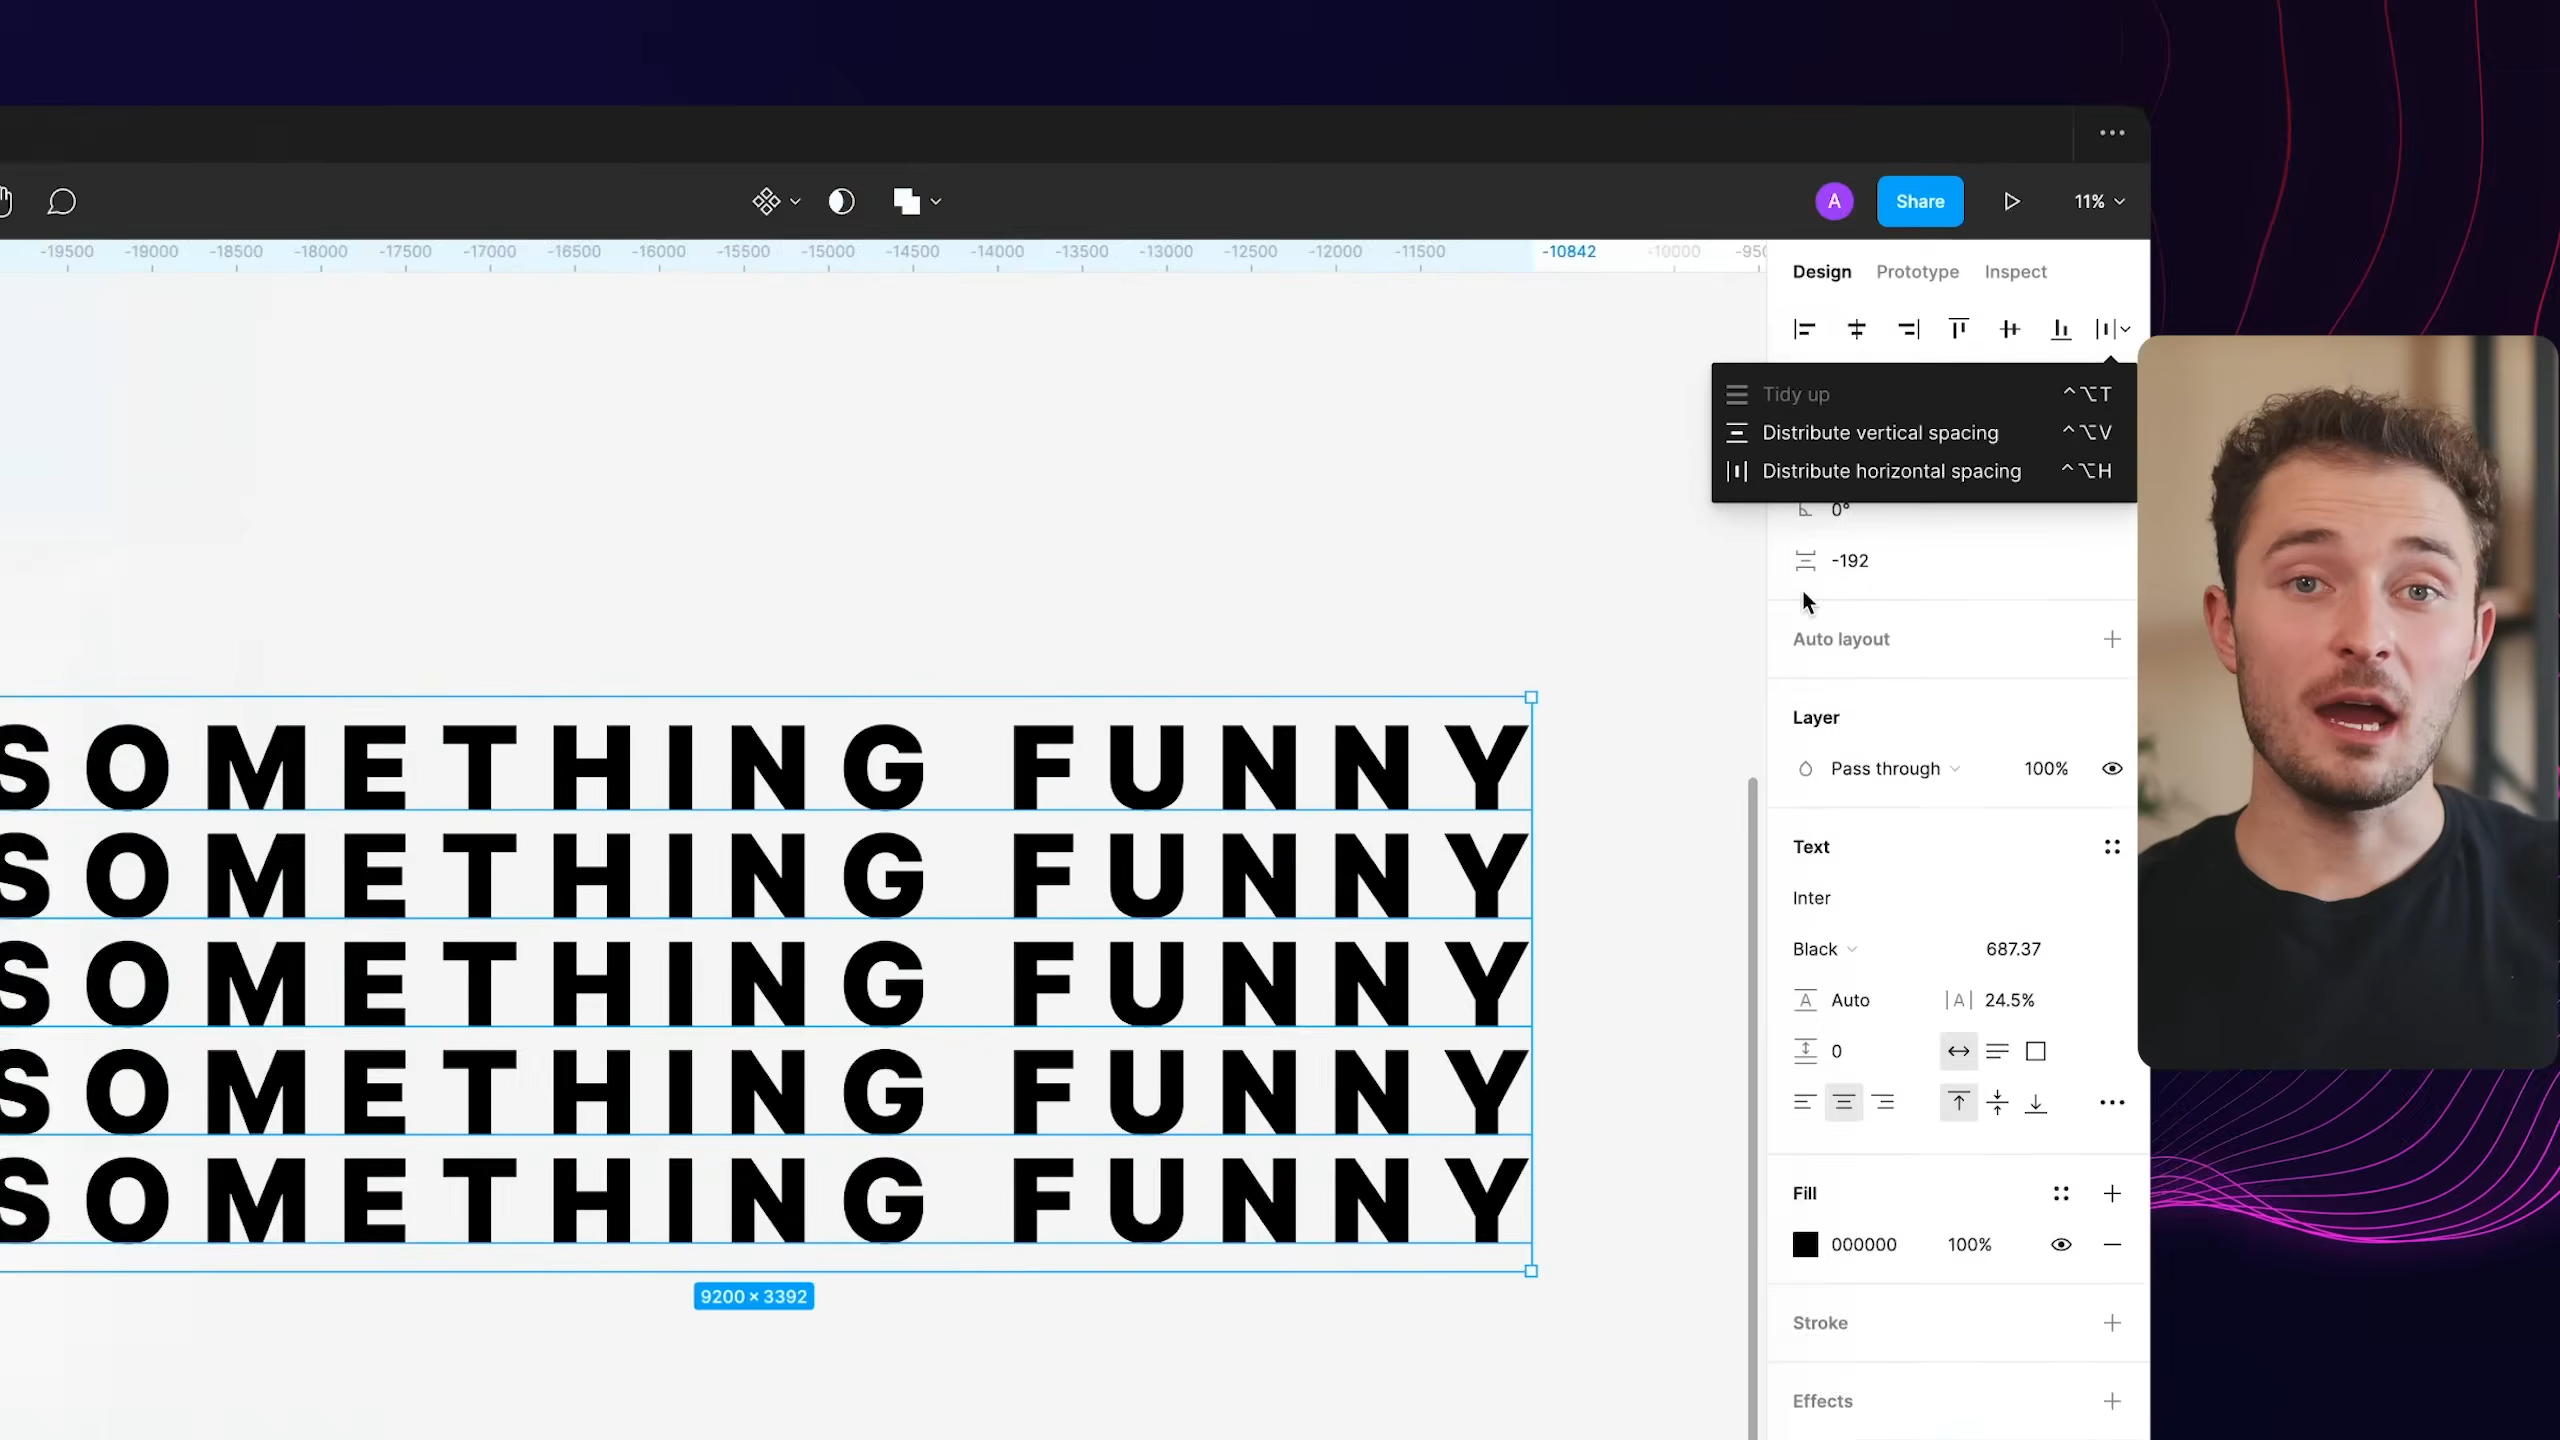 A
Share
11%
-19500 -19000 -18500 -18000 -17500 -17000 -16500 -16000 -15500 -15000 -14500 -14000 -13500 -13000 -12500 -12000 -11500 -10842 -10000
Design Prototype Inspect
Tidy up ^⌥T
Distribute vertical spacing ^⌥V
Distribute horizontal spacing ^⌥H
0°
-192
Auto layout
Layer
Pass through 100%
Text
Inter
Black 687.37
Auto |A| 24.5%
0
Fill
000000 100%
Stroke
Effects
SOMETHING FUNNY
SOMETHING FUNNY
SOMETHING FUNNY
SOMETHING FUNNY
SOMETHING FUNNY
9200 × 3392